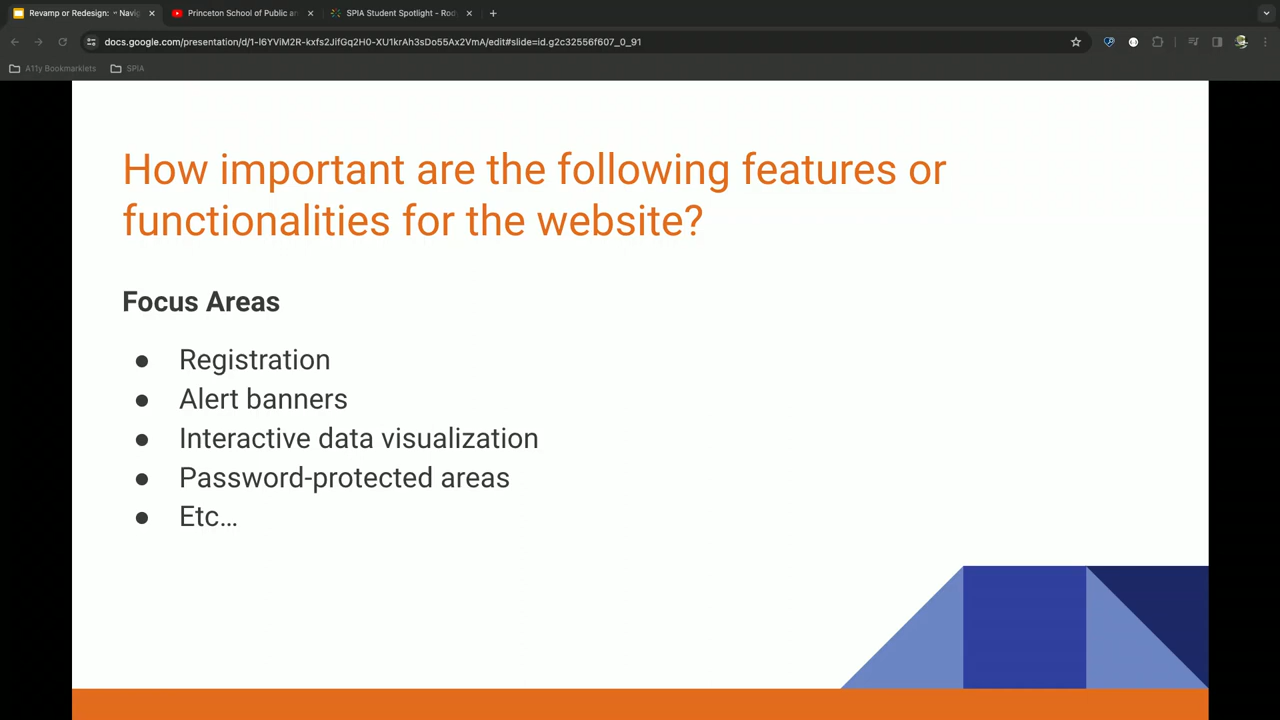 Revamp or Redesign: - Navig
Princeton School of Public an
SPIA Student Spotlight - Rod
docs.google.com/presentation/d/1-l6YViM2R-kxfs2JifGq2H0-XU1krAh3sDo55Ax2VmA/edit#slide=id.g2c32556f607_0_91
A11y Bookmarklets
SPIA
How important are the following features or
functionalities for the website?
Focus Areas
● Registration
● Alert banners
● Interactive data visualization
● Password-protected areas
● Etc…